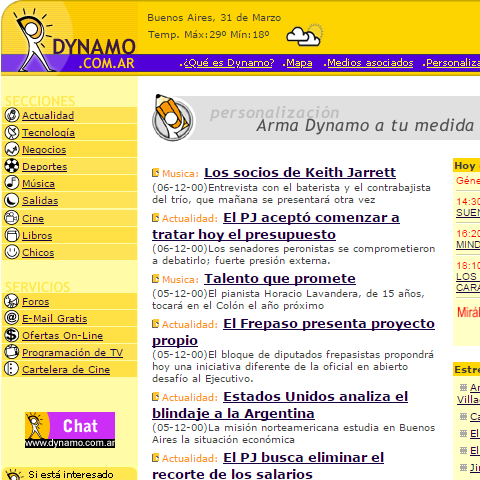 DYNAMO
.COM.AR
Buenos Aires, 31 de Marzo
Temp. Máx:29º Mín:18º
.¿Qué es Dynamo? .Mapa .Medios asociados .Personaliza
SECCIONES
Actualidad
Tecnología
Negocios
Deportes
Música
Salidas
Cine
Libros
Chicos
SERVICIOS
Foros
E-Mail Gratis
Ofertas On-Line
Programación de TV
Cartelera de Cine
Chat
www.dynamo.com.ar
Si está interesado
personalización
Arma Dynamo a tu medida
Musica: Los socios de Keith Jarrett
(06-12-00)Entrevista con el baterista y el contrabajista
del trío, que mañana se presentará otra vez
Actualidad: El PJ aceptó comenzar a
tratar hoy el presupuesto
(06-12-00)Los senadores peronistas se comprometieron
a debatirlo; fuerte presión externa.
Musica: Talento que promete
(05-12-00)El pianista Horacio Lavandera, de 15 años,
tocará en el Colón el año próximo
Actualidad: El Frepaso presenta proyecto
propio
(05-12-00)El bloque de diputados frepasistas propondrá
hoy una iniciativa diferente de la oficial en abierto
desafío al Ejecutivo.
Actualidad: Estados Unidos analiza el
blindaje a la Argentina
(05-12-00)La misión norteamericana estudia en Buenos
Aires la situación económica
Actualidad: El PJ busca eliminar el
recorte de los salarios
Hoy
Géne
14:30
SUEN
16:20
MIND
18:10
LOS
CARA
Mirá
Estre
An
Villa
Ca
El
El
Ji